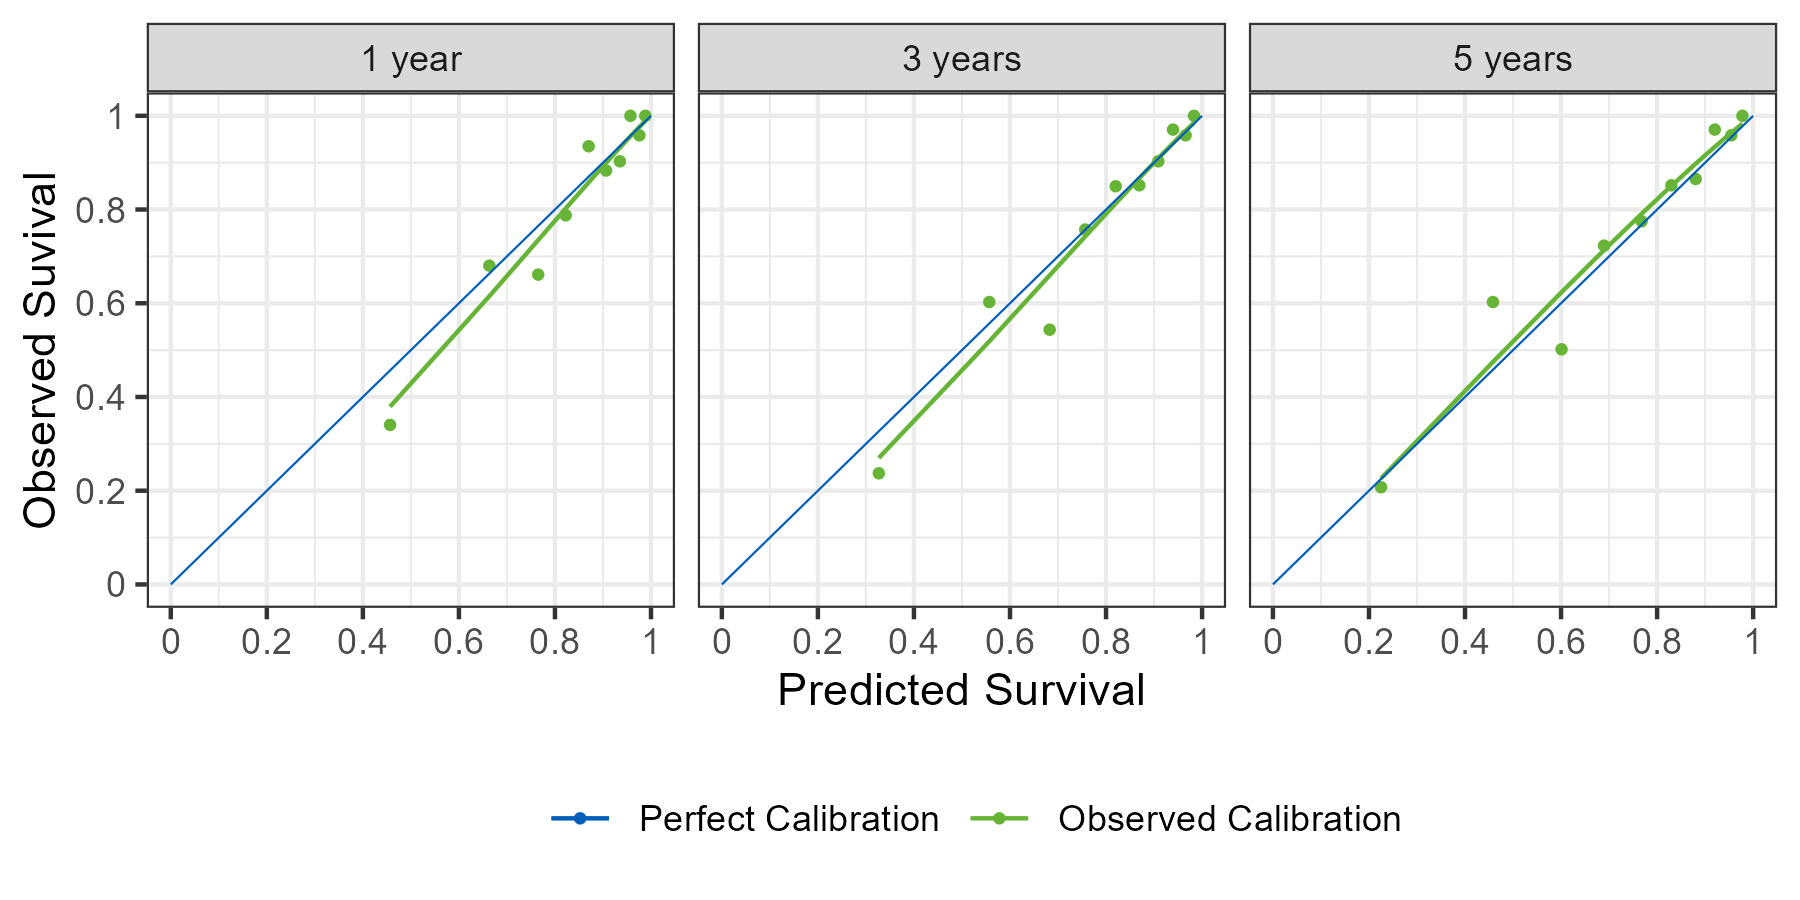 1 year 3 years 5 years
Observed Suvival
1
0.8
0.6
0.4
0.2
0
0 0.2 0.4 0.6 0.8 1 0 0.2 0.4 0.6 0.8 1 0 0.2 0.4 0.6 0.8 1
Predicted Survival
Perfect Calibration Observed Calibration